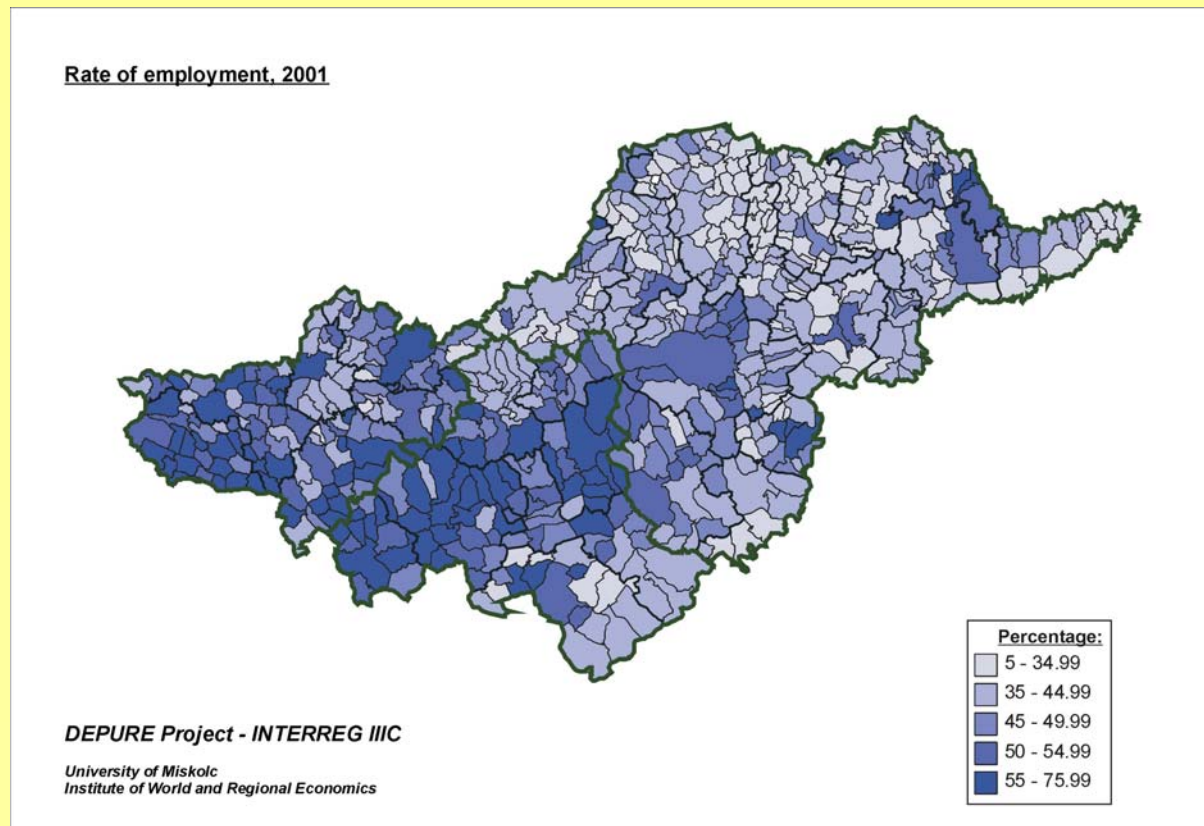 Rate of employment, 2001
Percentage:
5 - 34.99
35 - 44.99
45 - 49.99
50 - 54.99
55 - 75.99
DEPURE Project - INTERREG IIIC
University of Miskolc
Institute of World and Regional Economics